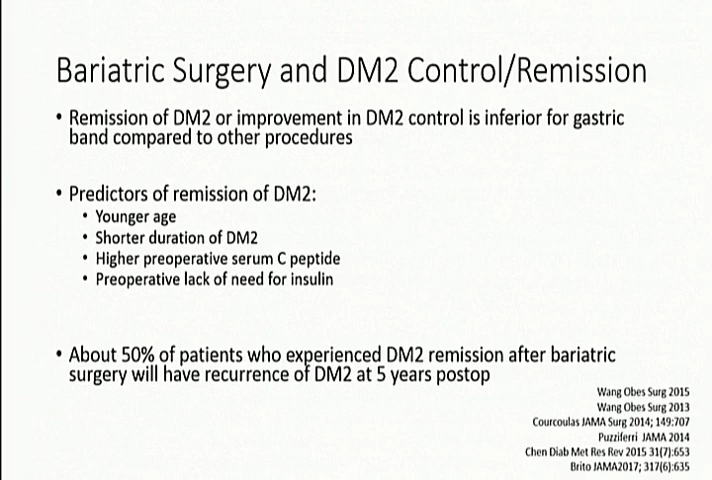 Bariatric Surgery and DM2 Control/Remission
• Remission of DM2 or improvement in DM2 control is inferior for gastric
band compared to other procedures
• Predictors of remission of DM2:
• Younger age
• Shorter duration of DM2
• Higher preoperative serum C peptide
• Preoperative lack of need for insulin
• About 50% of patients who experienced DM2 remission after bariatric
surgery will have recurrence of DM2 at 5 years postop
Wang Obes Surg 2015
Wang Obes Surg 2013
Courcoulas JAMA Surg 2014; 149:707
Puzziferri JAMA 2014
Chen Diab Met Res Rev 2015 31(7):653
Brito JAMA2017; 317(6):635